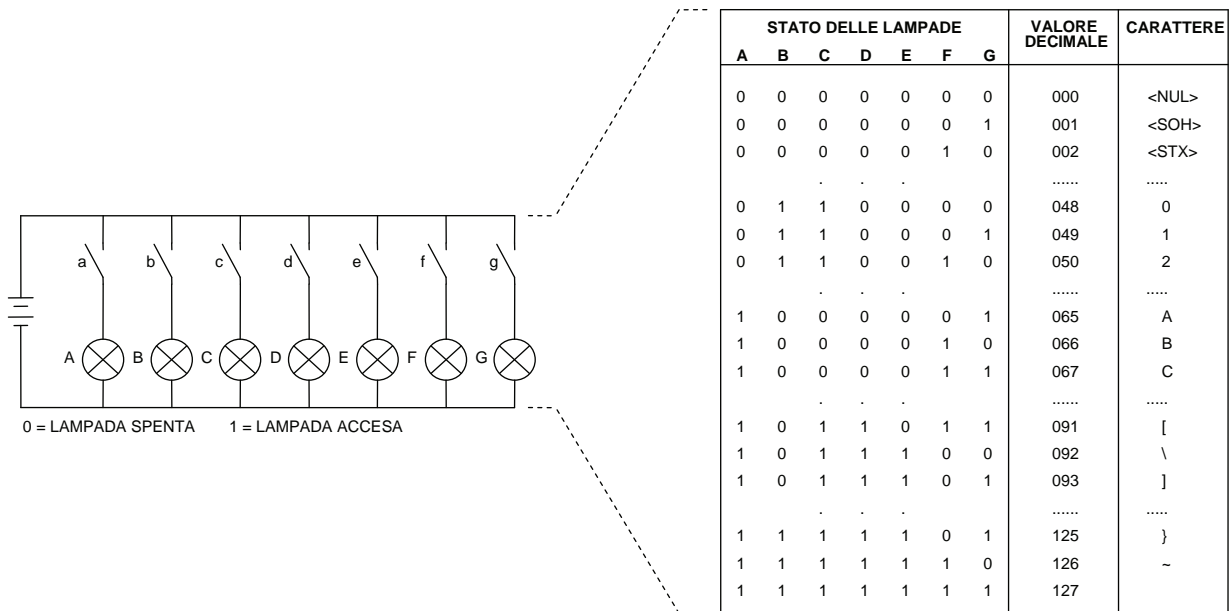 STATO DELLE LAMPADE VALORE DECIMALE CARATTERE
A B C D E F G
0 0 0 0 0 0 0 000 <NUL>
0 0 0 0 0 0 1 001 <SOH>
0 0 0 0 0 1 0 002 <STX>
. . . ...... .....
0 1 1 0 0 0 0 048 0
0 1 1 0 0 0 1 049 1
0 1 1 0 0 1 0 050 2
. . . ...... .....
1 0 0 0 0 0 1 065 A
1 0 0 0 0 1 0 066 B
1 0 0 0 0 1 1 067 C
. . . ...... .....
1 0 1 1 0 1 1 091 [
1 0 1 1 1 0 0 092 \
1 0 1 1 1 0 1 093 ]
. . . ...... .....
1 1 1 1 1 0 1 125 }
1 1 1 1 1 1 0 126 ~
1 1 1 1 1 1 1 127
a b c d e f g
A B C D E F G
0 = LAMPADA SPENTA 1 = LAMPADA ACCESA